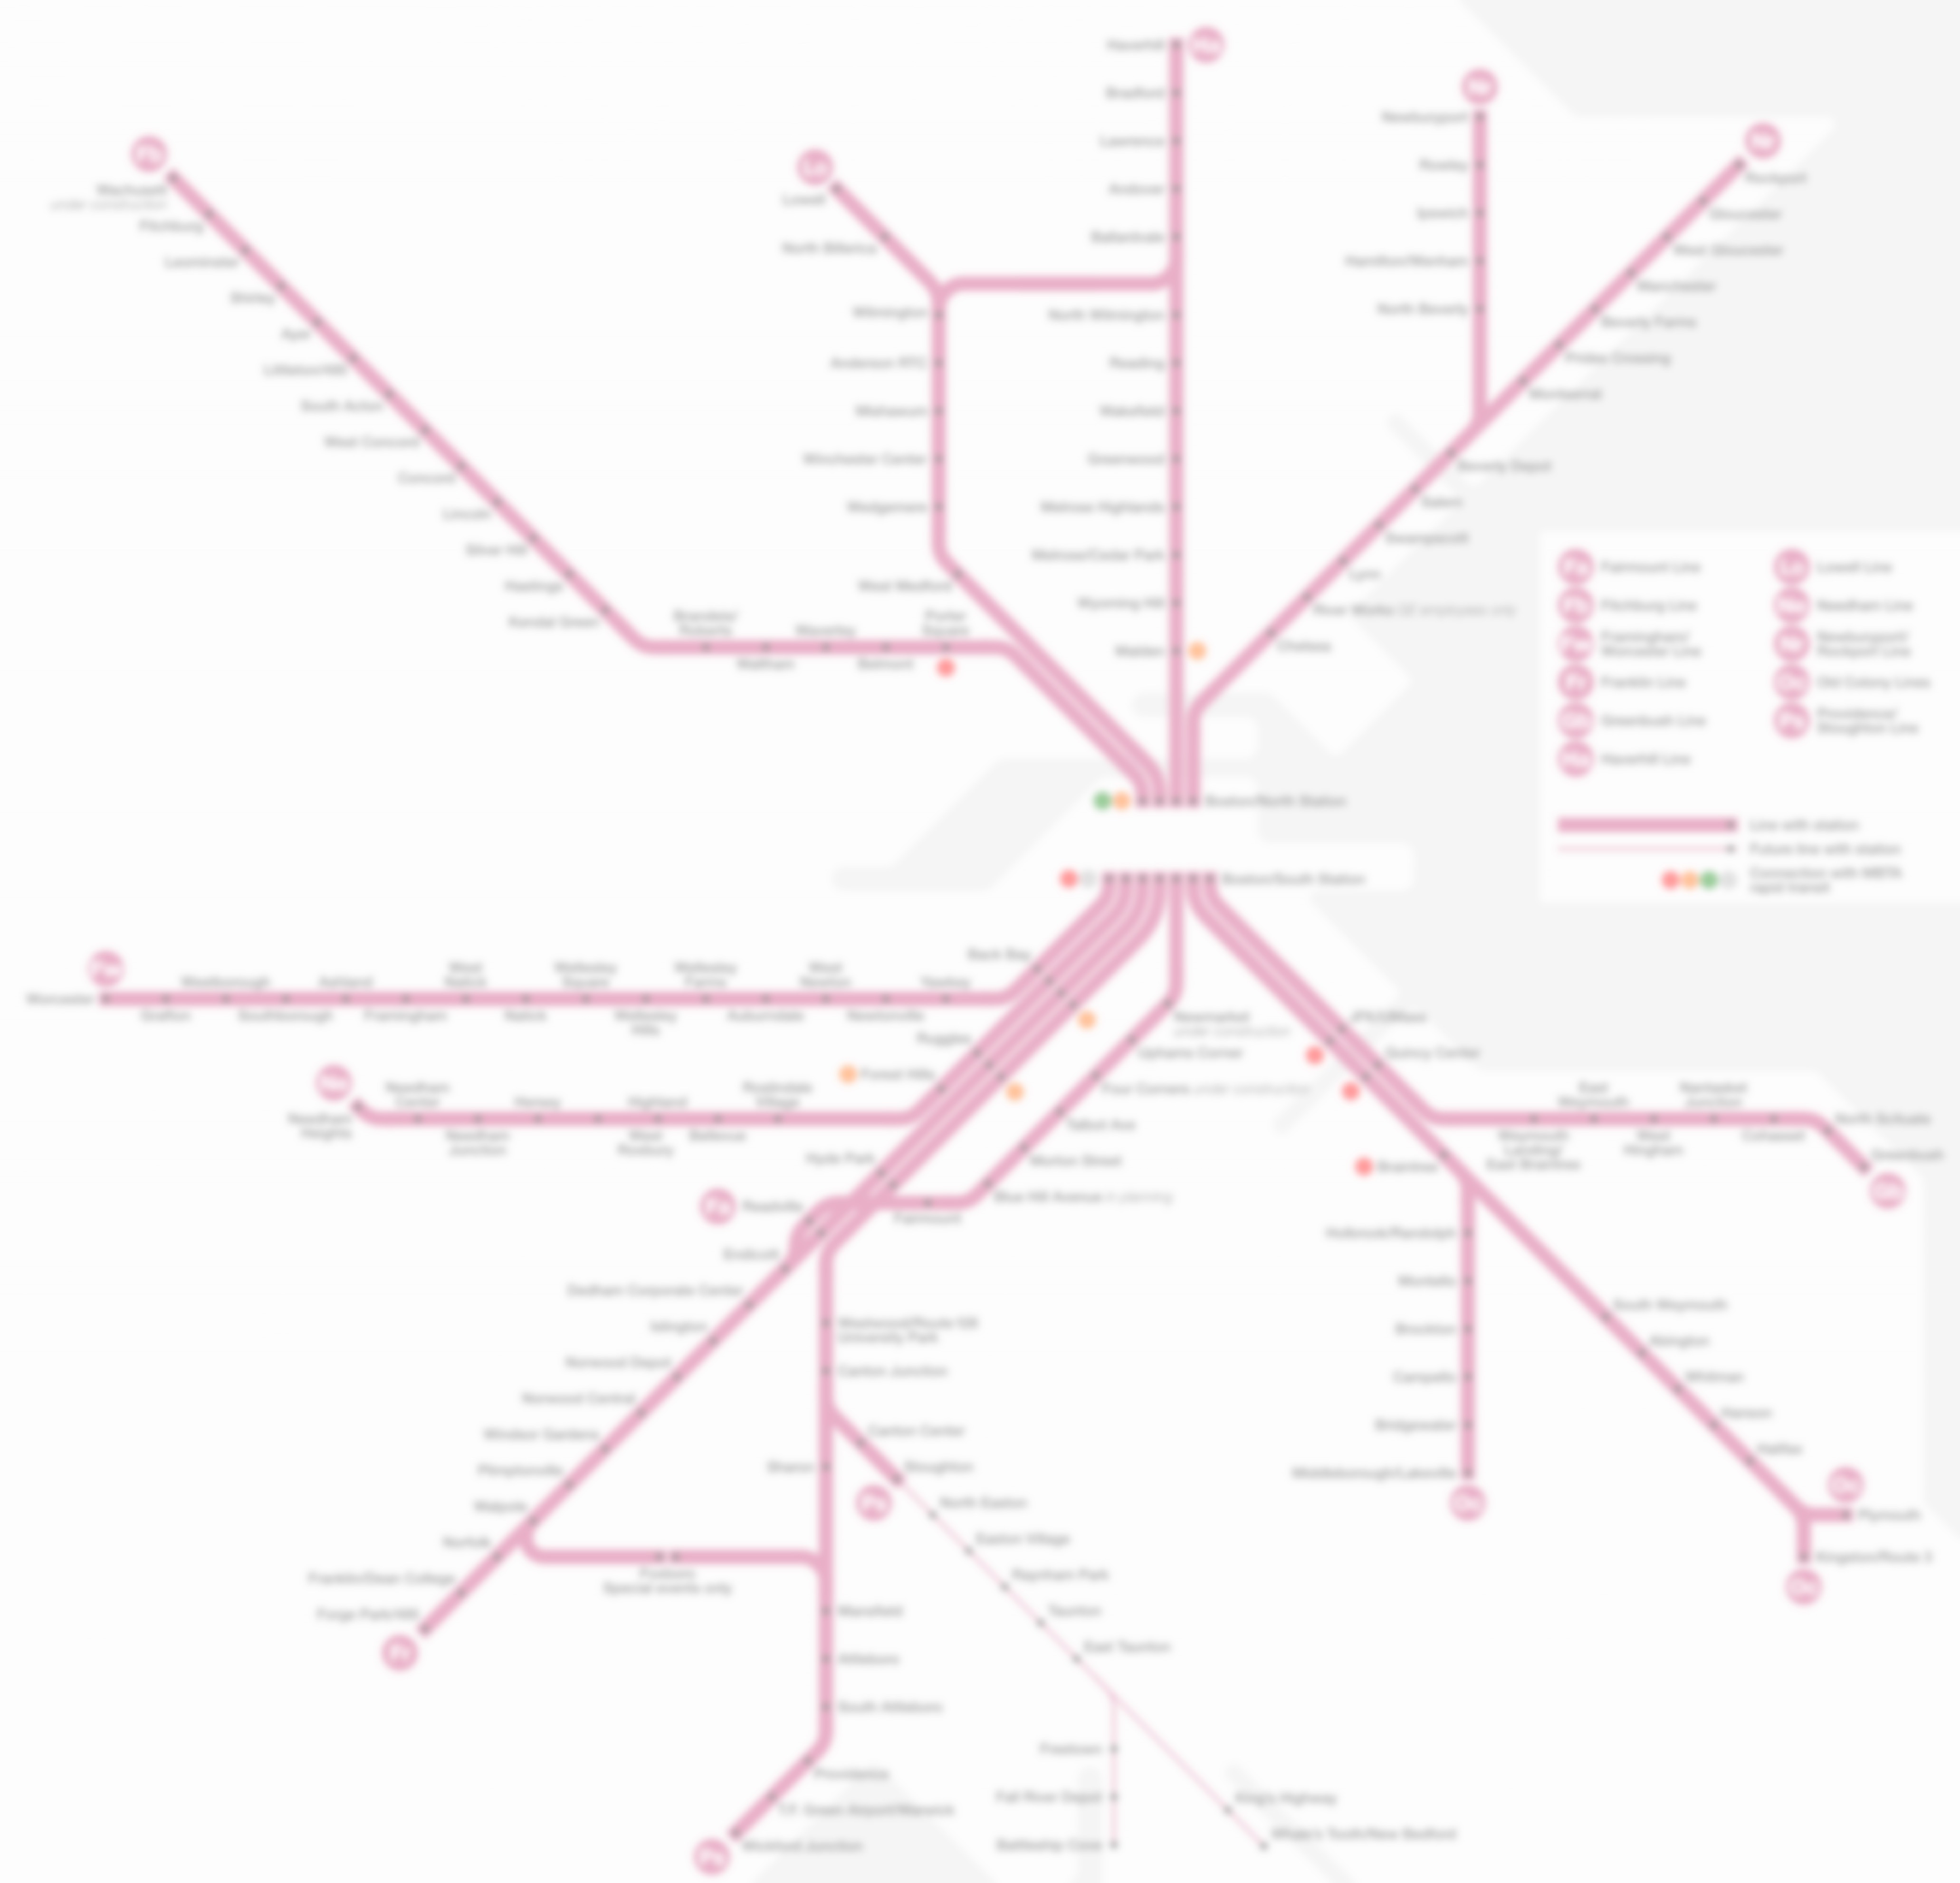 Haverhill
Bradford
Lawrence
Andover
Ballardvale
North Wilmington
Reading
Wakefield
Greenwood
Melrose Highlands
Melrose/Cedar Park
Wyoming Hill
Malden
Newburyport
Rowley
Ipswich
Hamilton/Wenham
North Beverly
Rockport
Gloucester
West Gloucester
Manchester
Beverly Farms
Prides Crossing
Montserrat
Beverly Depot
Salem
Swampscott
Lynn
River Works GE employees only
Chelsea
Wachusett
under construction
Fitchburg
Leominster
Shirley
Ayer
Littleton/495
South Acton
West Concord
Concord
Lincoln
Silver Hill
Hastings
Kendal Green
Brandeis/
Roberts
Waltham
Waverley
Belmont
Porter
Square
Lowell
North Billerica
Wilmington
Anderson RTC
Mishawum
Winchester Center
Wedgemere
West Medford
Boston/North Station
Boston/South Station
Fairmount Line
Fitchburg Line
Framingham/
Worcester Line
Franklin Line
Greenbush Line
Haverhill Line
Lowell Line
Needham Line
Newburyport/
Rockport Line
Old Colony Lines
Providence/
Stoughton Line
Line with station
Future line with station
Connection with MBTA
rapid transit
Back Bay
Worcester
Grafton
Westborough
Southborough
Ashland
Framingham
West
Natick
Natick
Wellesley
Square
Wellesley
Hills
Wellesley
Farms
Auburndale
West
Newton
Newtonville
Yawkey
Ruggles
Forest Hills
Needham
Heights
Needham
Center
Needham
Junction
Hersey
West
Roxbury
Highland
Bellevue
Roslindale
Village
Hyde Park
Readville
Endicott
Dedham Corporate Center
Islington
Norwood Depot
Norwood Central
Windsor Gardens
Plimptonville
Walpole
Norfolk
Franklin/Dean College
Forge Park/495
Foxboro
Special events only
Newmarket
under construction
Uphams Corner
Four Corners under construction
Talbot Ave
Morton Street
Blue Hill Avenue in planning
Fairmount
Westwood/Route 128
University Park
Canton Junction
Canton Center
Stoughton
Sharon
Mansfield
Attleboro
South Attleboro
Providence
T.F. Green Airport/Warwick
Wickford Junction
North Easton
Easton Village
Raynham Park
Taunton
East Taunton
Freetown
Fall River Depot
Battleship Cove
King's Highway
Whale's Tooth/New Bedford
JFK/UMass
Quincy Center
Braintree
Holbrook/Randolph
Montello
Brockton
Campello
Bridgewater
Middleborough/Lakeville
Weymouth
Landing/
East Braintree
East
Weymouth
West
Hingham
Nantasket
Junction
Cohasset
North Scituate
Greenbush
South Weymouth
Abington
Whitman
Hanson
Halifax
Plymouth
Kingston/Route 3